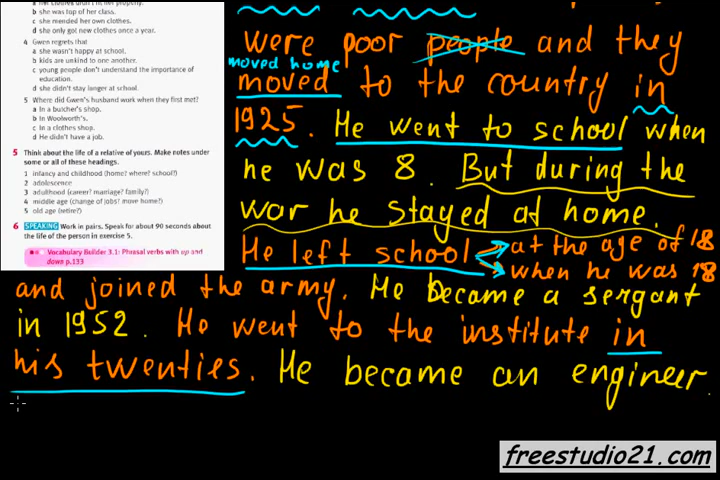 b she was top of her class.
c she mended her own clothes.
d she only got new clothes once a year.
4 Gwen regrets that
a she wasn't happy at school.
b kids are unkind to one another.
c young people don't understand the importance of
education.
d she didn't stay longer at school.
5 Where did Gwen's husband work when they first met?
a In a butcher's shop.
b In Woolworth's.
c In a clothes shop.
d He didn't have a job.
5 Think about the life of a relative of yours. Make notes under
some or all of these headings.
1 infancy and childhood (home? where? school?)
2 adolescence
3 adulthood (career? marriage? family?)
4 middle age (change of jobs? move home?)
5 old age (retire?)
6 SPEAKING Work in pairs. Speak for about 90 seconds about
the life of the person in exercise 5.
Vocabulary Builder 3.1: Phrasal verbs with up and
down p.133
were poor people and they
moved home
moved to the country in
1925. He went to school when
he was 8. But during the
war he stayed at home.
He left school at the age of 18
when he was 18
and joined the army. He became a sergant
in 1952. He went to the institute in
his twenties. He became an engineer.
freestudio21.com